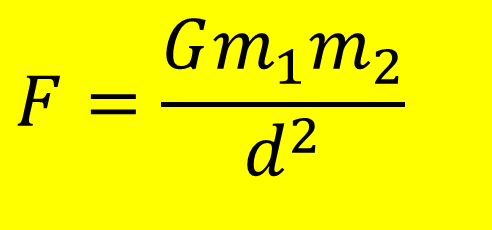 F = Gm₁m₂ / d²